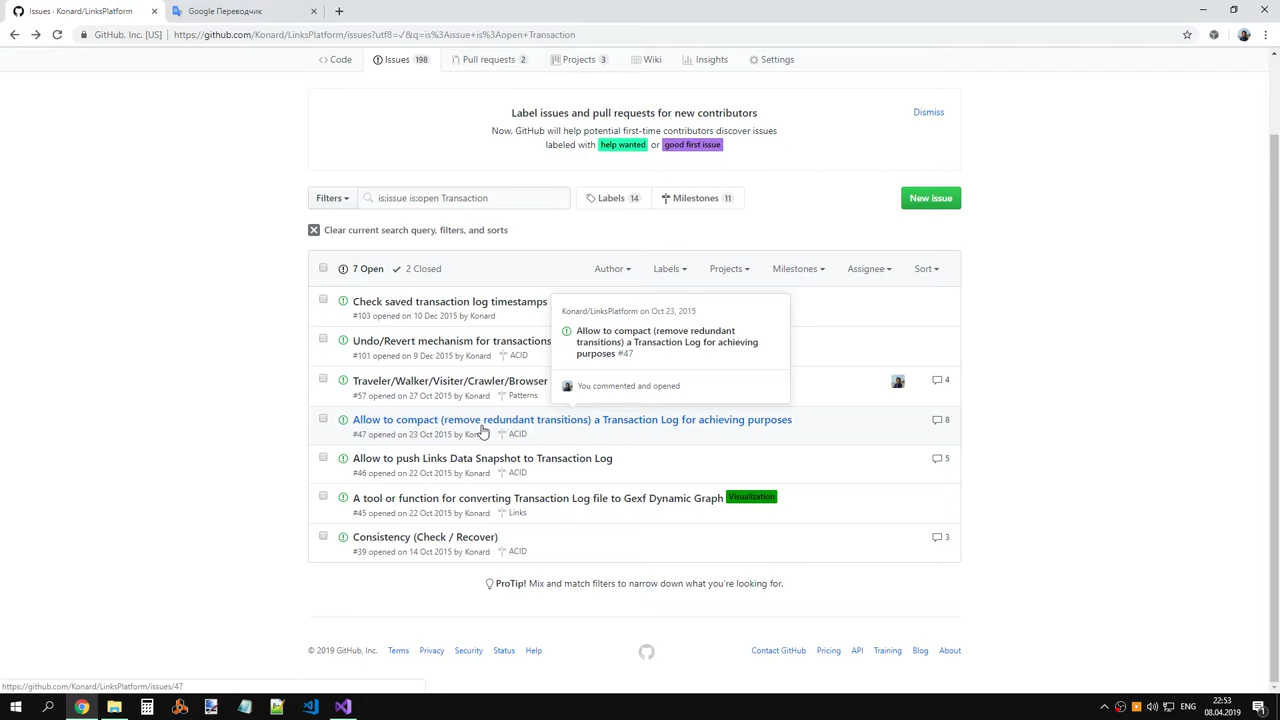 Issues · Konard/LinksPlatform
Google Переводчик
GitHub, Inc. [US] | https://github.com/Konard/LinksPlatform/issues?utf8=✓&q=is%3Aissue+is%3Aopen+Transaction
Code Issues 198 Pull requests 2 Projects 3 Wiki Insights Settings
Label issues and pull requests for new contributors
Dismiss
Now, GitHub will help potential first-time contributors discover issues
labeled with help wanted or good first issue
Filters is:issue is:open Transaction Labels 14 Milestones 11 New issue
Clear current search query, filters, and sorts
7 Open 2 Closed Author Labels Projects Milestones Assignee Sort
Check saved transaction log timestamps
#103 opened on 10 Dec 2015 by Konard
Undo/Revert mechanism for transactions
#101 opened on 9 Dec 2015 by Konard ACID
Traveler/Walker/Visiter/Crawler/Browser
4
#57 opened on 27 Oct 2015 by Konard Patterns
Konard/LinksPlatform on Oct 23, 2015
Allow to compact (remove redundant
transitions) a Transaction Log for achieving
purposes #47
You commented and opened
Allow to compact (remove redundant transitions) a Transaction Log for achieving purposes
8
#47 opened on 23 Oct 2015 by Konard ACID
Allow to push Links Data Snapshot to Transaction Log
5
#46 opened on 22 Oct 2015 by Konard ACID
A tool or function for converting Transaction Log file to Gexf Dynamic Graph Visualization
#45 opened on 22 Oct 2015 by Konard Links
Consistency (Check / Recover)
3
#39 opened on 14 Oct 2015 by Konard ACID
ProTip! Mix and match filters to narrow down what you're looking for.
© 2019 GitHub, Inc. Terms Privacy Security Status Help
Contact GitHub Pricing API Training Blog About
https://github.com/Konard/LinksPlatform/issues/47
ENG
22:53
08.04.2019
1